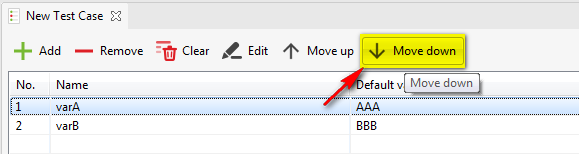 New Test Case
Add Remove Clear Edit Move up Move down
No. Name Default v
Move down
1 varA AAA
2 varB BBB